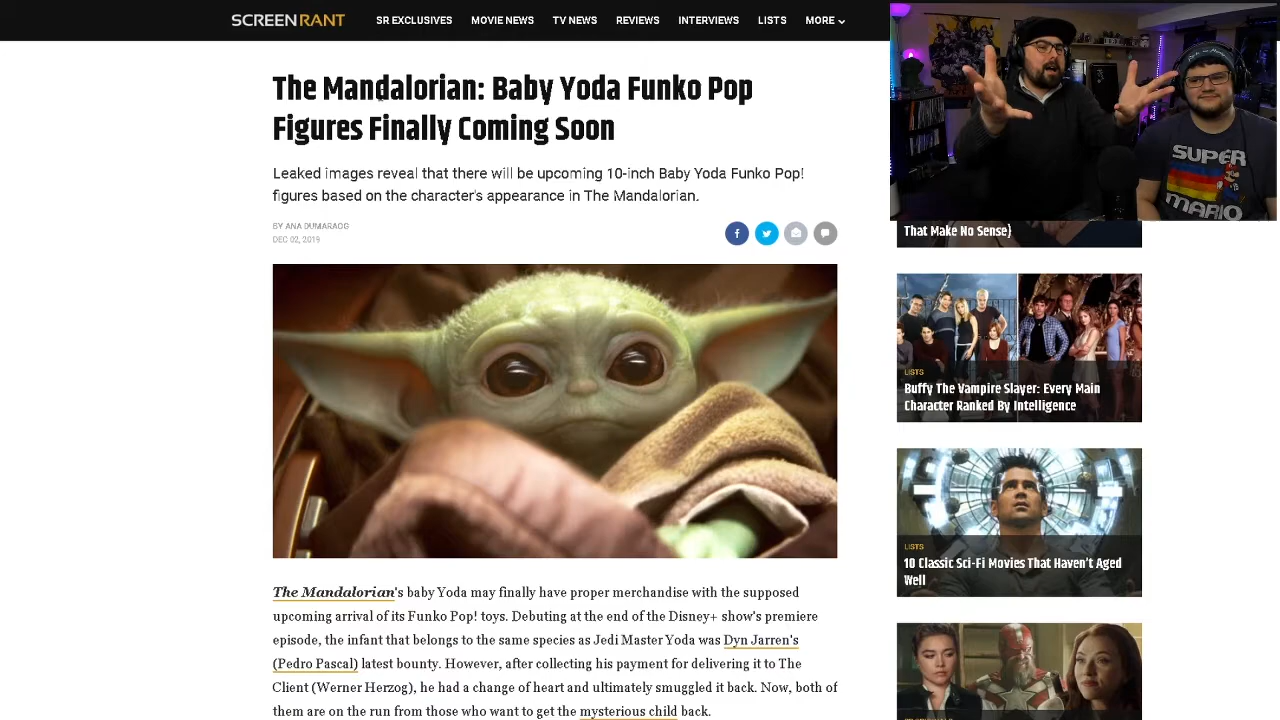 SCREENRANT
SR EXCLUSIVES MOVIE NEWS TV NEWS REVIEWS INTERVIEWS LISTS MORE
The Mandalorian: Baby Yoda Funko Pop
Figures Finally Coming Soon
Leaked images reveal that there will be upcoming 10-inch Baby Yoda Funko Pop!
figures based on the character's appearance in The Mandalorian.
BY ANA DUMARAOG
DEC 02, 2019
The Mandalorian's baby Yoda may finally have proper merchandise with the supposed
upcoming arrival of its Funko Pop! toys. Debuting at the end of the Disney+ show's premiere
episode, the infant that belongs to the same species as Jedi Master Yoda was Dyn Jarren's
(Pedro Pascal) latest bounty. However, after collecting his payment for delivering it to The
Client (Werner Herzog), he had a change of heart and ultimately smuggled it back. Now, both of
them are on the run from those who want to get the mysterious child back.
SUPER
MARIO
That Make No Sense)
LISTS
Buffy The Vampire Slayer: Every Main
Character Ranked By Intelligence
LISTS
10 Classic Sci-Fi Movies That Haven't Aged
Well